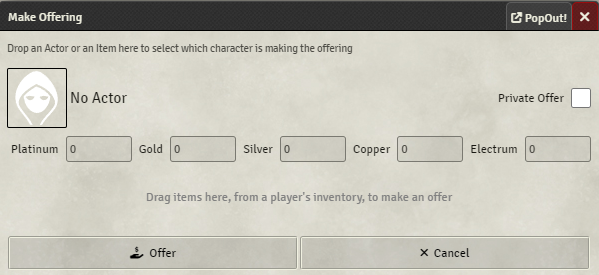 Make Offering
PopOut!
Drop an Actor or an Item here to select which character is making the offering
No Actor
Private Offer
Platinum 0 Gold 0 Silver 0 Copper 0 Electrum 0
Drag items here, from a player's inventory, to make an offer
Offer
Cancel